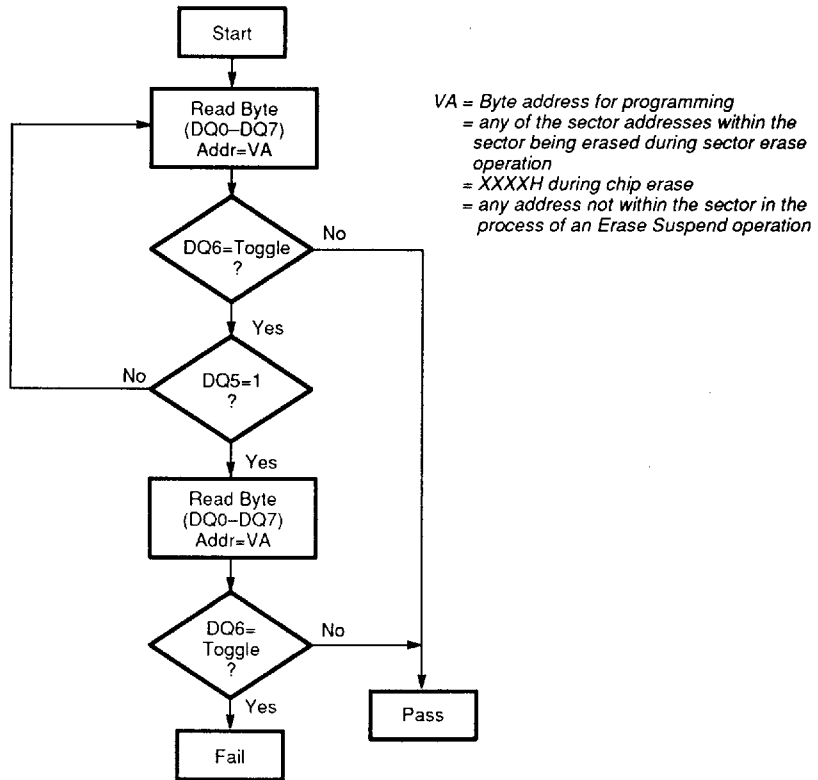 Start
Read Byte
(DQ0–DQ7)
Addr=VA
VA = Byte address for programming
= any of the sector addresses within the
sector being erased during sector erase
operation
= XXXXH during chip erase
= any address not within the sector in the
process of an Erase Suspend operation
DQ6=Toggle
?
No
Yes
No
DQ5=1
?
Yes
Read Byte
(DQ0–DQ7)
Addr=VA
DQ6=
Toggle
?
No
Yes
Pass
Fail